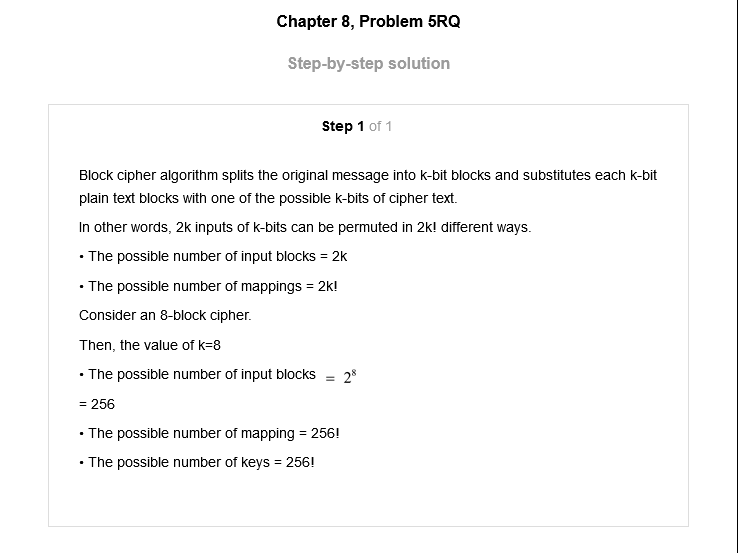 Chapter 8, Problem 5RQ
Step-by-step solution
Step 1 of 1
Block cipher algorithm splits the original message into k-bit blocks and substitutes each k-bit
plain text blocks with one of the possible k-bits of cipher text.
In other words, 2k inputs of k-bits can be permuted in 2k! different ways.
• The possible number of input blocks = 2k
• The possible number of mappings = 2k!
Consider an 8-block cipher.
Then, the value of k=8
• The possible number of input blocks = 2⁸
= 256
• The possible number of mapping = 256!
• The possible number of keys = 256!